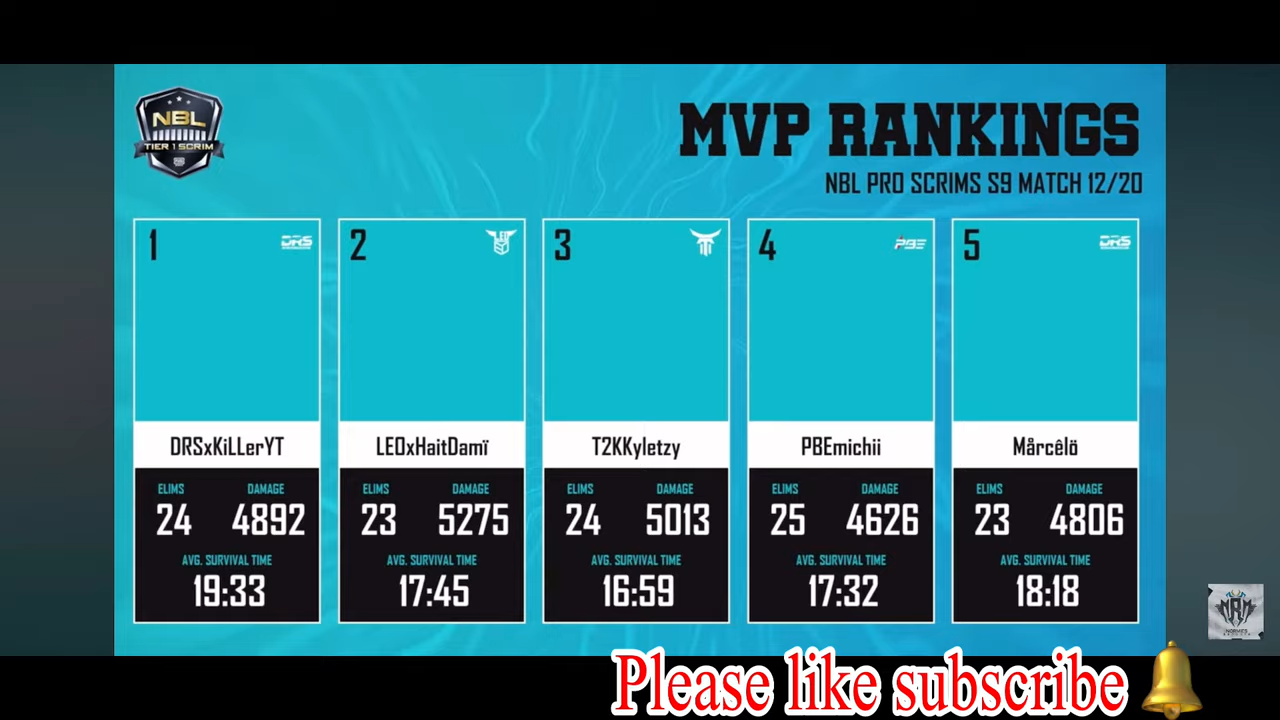 NBL
TIER 1 SCRIM
MVP RANKINGS
NBL PRO SCRIMS S9 MATCH 12/20
1 DRS
2
3
4 PBE
5 DRS
DRSxKiLLerYT
LEOxHaitDamï
T2KKyletzy
PBEmichii
Mårcêlö
ELIMS DAMAGE
24 4892
AVG. SURVIVAL TIME
19:33
ELIMS DAMAGE
23 5275
AVG. SURVIVAL TIME
17:45
ELIMS DAMAGE
24 5013
AVG. SURVIVAL TIME
16:59
ELIMS DAMAGE
25 4626
AVG. SURVIVAL TIME
17:32
ELIMS DAMAGE
23 4806
AVG. SURVIVAL TIME
18:18
NRM
Please like subscribe